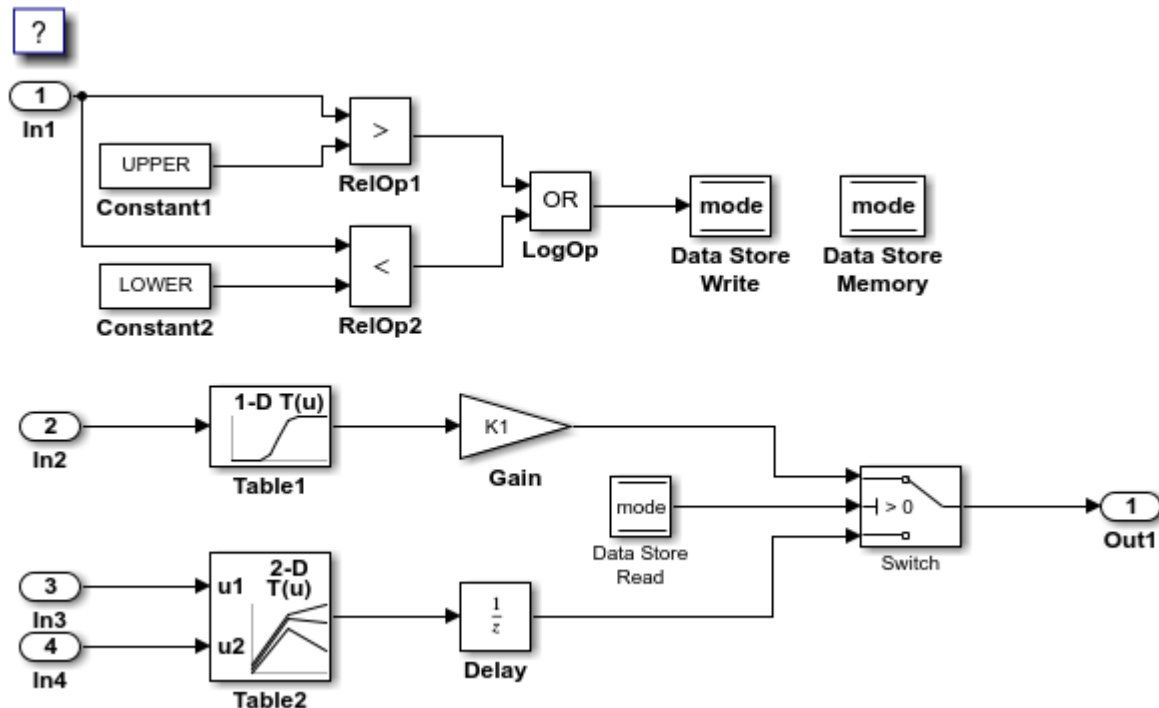 ?
1
In1
UPPER
Constant1
>
RelOp1
LOWER
Constant2
<
RelOp2
OR
LogOp
mode
Data Store
Write
mode
Data Store
Memory
2
In2
1-D T(u)
Table1
K1
Gain
mode
Data Store
Read
> 0
Switch
1
Out1
3
In3
4
In4
u1
u2
2-D
T(u)
Table2
1
z
Delay